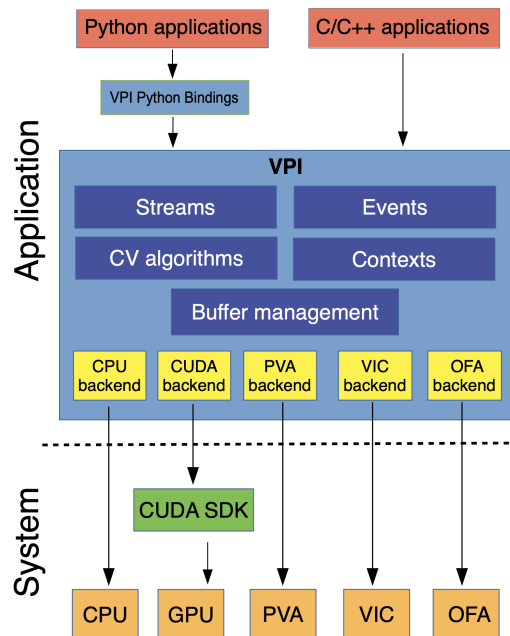 Python applications
C/C++ applications
VPI Python Bindings
Application
VPI
Streams
Events
CV algorithms
Contexts
Buffer management
CPU
backend
CUDA
backend
PVA
backend
VIC
backend
OFA
backend
System
CUDA SDK
CPU
GPU
PVA
VIC
OFA